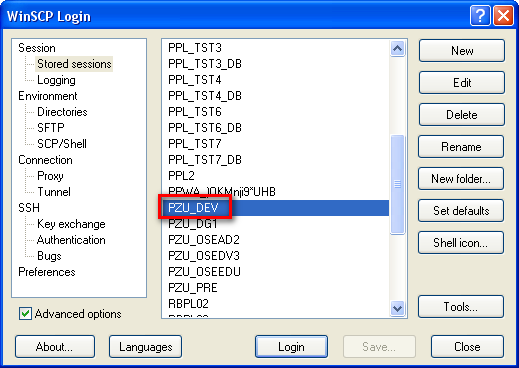 WinSCP Login
Session
Stored sessions
Logging
Environment
Directories
SFTP
SCP/Shell
Connection
Proxy
Tunnel
SSH
Key exchange
Authentication
Bugs
Preferences
Advanced options
PPL_TST3
PPL_TST3_DB
PPL_TST4
PPL_TST4_DB
PPL_TST6
PPL_TST6_DB
PPL_TST7
PPL_TST7_DB
PPL2
PPWA_)OKMnji9*UHB
PZU_DEV
PZU_DG1
PZU_OSEAD2
PZU_OSEDV3
PZU_OSEEDU
PZU_PRE
RBPL02
New
Edit
Delete
Rename
New folder...
Set defaults
Shell icon...
Tools...
About...
Languages
Login
Save...
Close